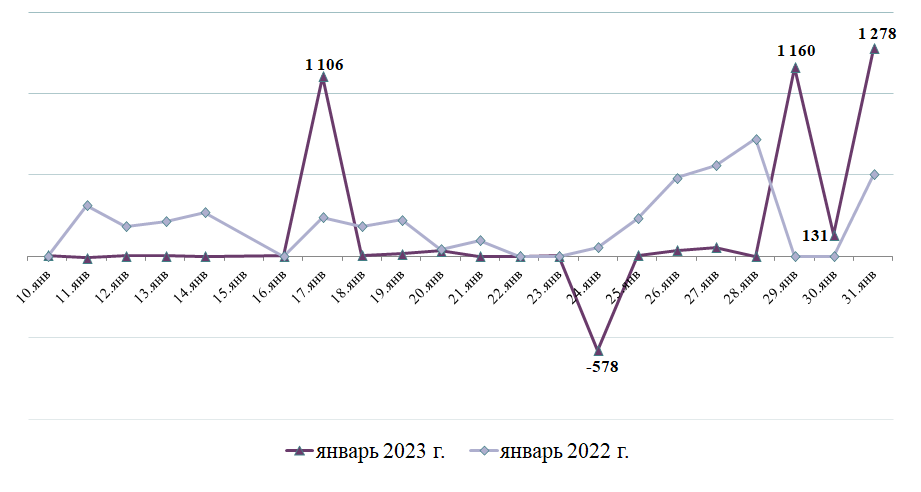 1 278
1 160
1 106
131
10.янв
11.янв
12.янв
13.янв
14.янв
15.янв
16.янв
17.янв
18.янв
19.янв
20.янв
21.янв
22.янв
23.янв
24.янв
25.янв
26.янв
27.янв
28.янв
29.янв
30.янв
31.янв
-578
январь 2023 г.
январь 2022 г.